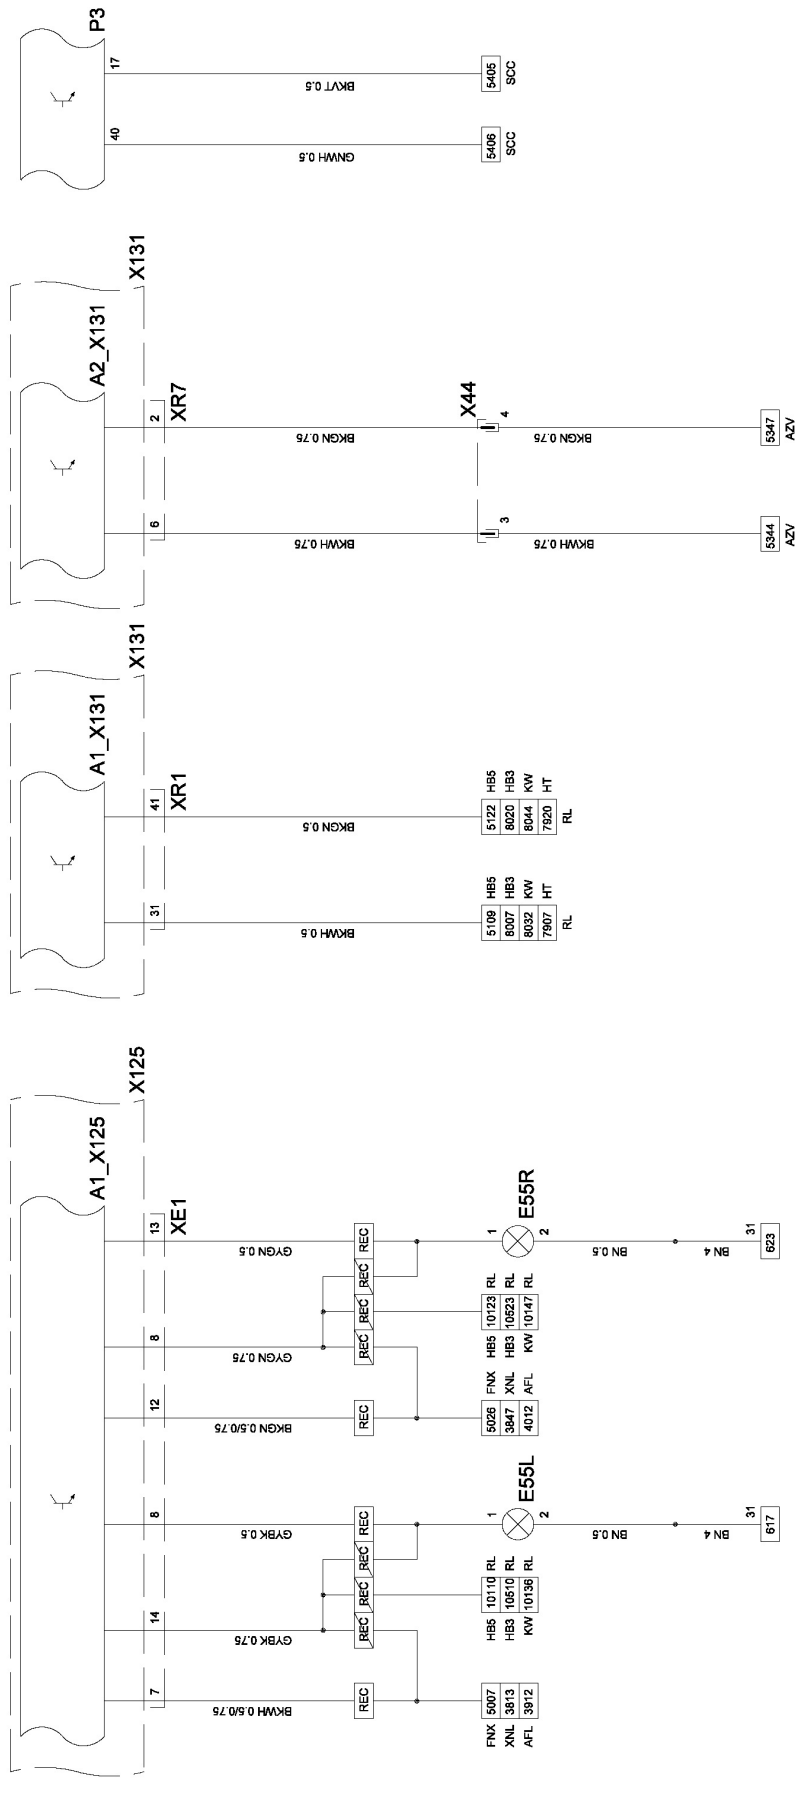 P3
17
BKVT 0.5
5405
SCC
40
GNWH 0.5
5406
SCC
X131
A2_X131
XR7
2
BKGN 0.75
X44
4
BKGN 0.75
5347
AZV
6
BKWH 0.75
3
BKWH 0.75
5344
AZV
X131
A1_X131
XR1
41
BKGN 0.5
5122 HB5
8020 HB3
8044 KW
7920 HT
RL
31
BKWH 0.5
5109 HB5
8007 HB3
8032 KW
7907 HT
RL
X125
A1_X125
XE1
13
GYGN 0.5
REC
1
E55R
2
BN 0.5
BN 4
31
623
REC
8
GYGN 0.75
REC
HB5 10123 RL
HB3 10523 RL
KW 10147 RL
REC
12
BKGN 0.5/0.75
REC
5026 FNX
3847 XNL
4012 AFL
8
GYBK 0.5
REC
1
E55L
2
BN 0.5
BN 4
31
617
REC
14
GYBK 0.75
REC
HB5 10110 RL
HB3 10510 RL
KW 10136 RL
REC
7
BKWH 0.5/0.75
REC
FNX 5007
XNL 3813
AFL 3912